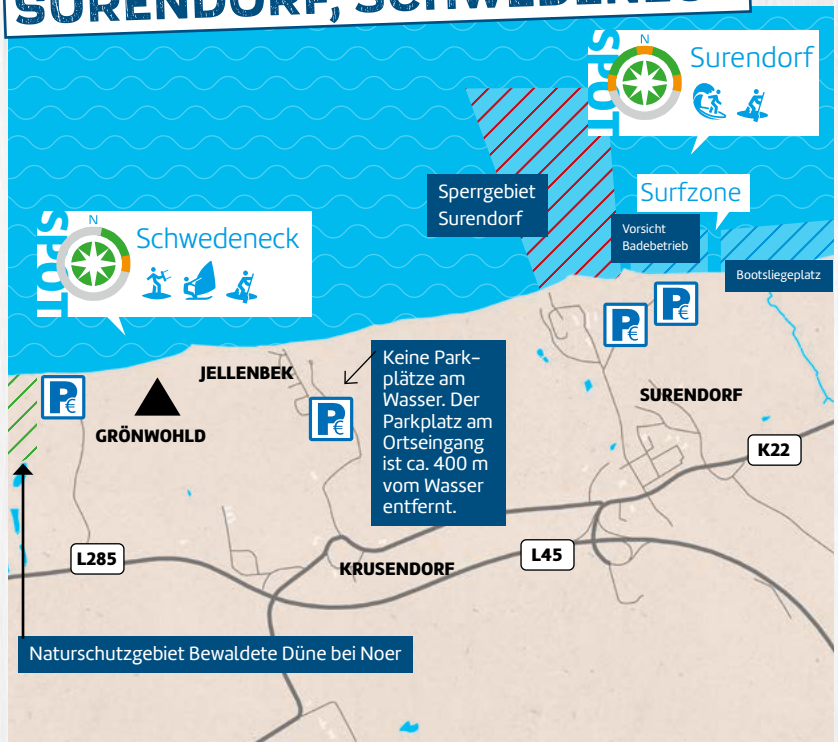 SURENDORF, SCHWEDENECK
N
SPOT
Surendorf
Sperrgebiet
Surendorf
Surfzone
Vorsicht
Badebetrieb
Bootsliegeplatz
N
SPOT
Schwedeneck
P€
P€
Keine Park-
plätze am
Wasser. Der
Parkplatz am
Ortseingang
ist ca. 400 m
vom Wasser
entfernt.
JELLENBEK
P€
P€
GRÖNWOHLD
SURENDORF
K22
L285
L45
KRUSENDORF
Naturschutzgebiet Bewaldete Düne bei Noer